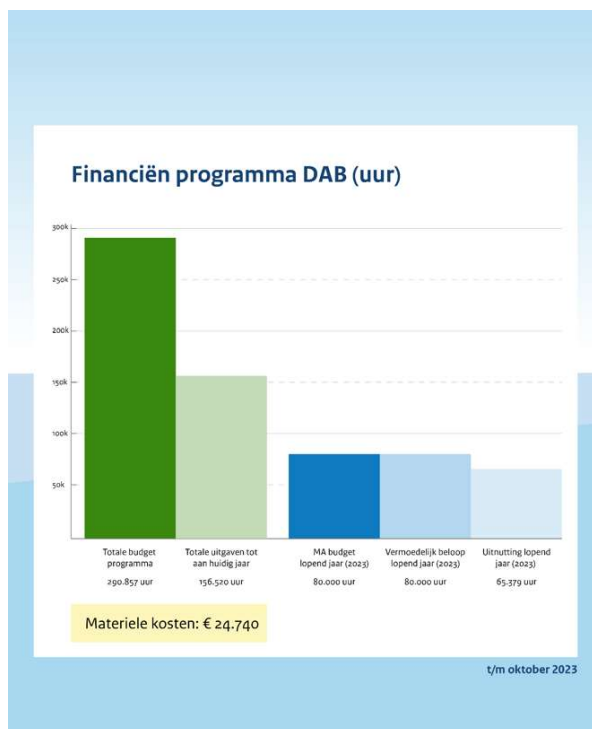 Financiën programma DAB (uur)
300k
250k
200k
150k
100k
50k
Totale budget
programma
290.857 uur
Totale uitgaven tot
aan huidig jaar
156.520 uur
MA budget
lopend jaar (2023)
80.000 uur
Vermoedelijk beloop
lopend jaar (2023)
80.000 uur
Uitnutting lopend
jaar (2023)
65.379 uur
Materiele kosten: € 24.740
t/m oktober 2023